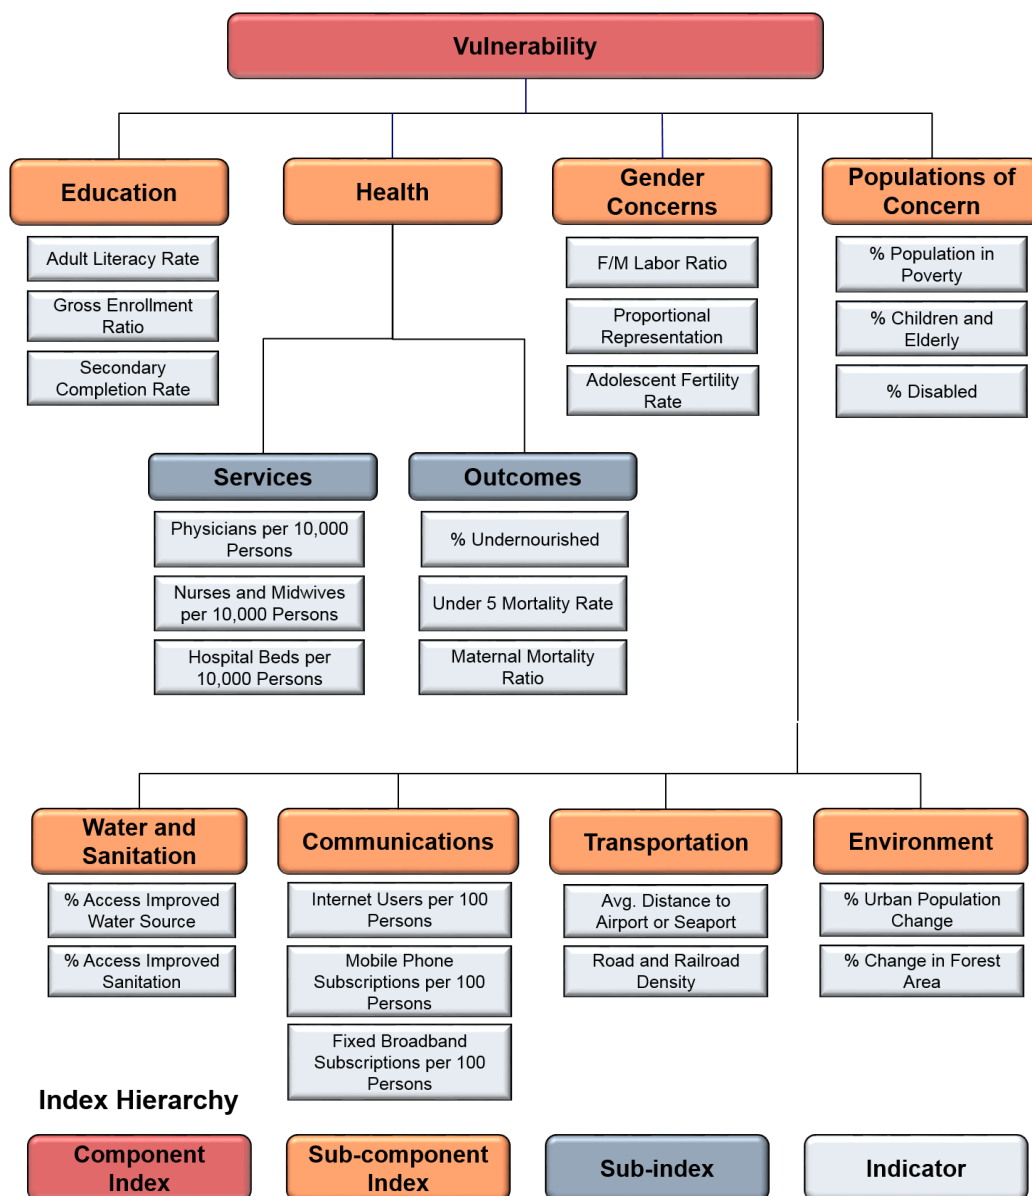 Vulnerability
Education
Health
Gender
Concerns
Populations of
Concern
Adult Literacy Rate
Gross Enrollment
Ratio
Secondary
Completion Rate
F/M Labor Ratio
Proportional
Representation
Adolescent Fertility
Rate
% Population in
Poverty
% Children and
Elderly
% Disabled
Services
Physicians per 10,000
Persons
Nurses and Midwives
per 10,000 Persons
Hospital Beds per
10,000 Persons
Outcomes
% Undernourished
Under 5 Mortality Rate
Maternal Mortality
Ratio
Water and
Sanitation
% Access Improved
Water Source
% Access Improved
Sanitation
Communications
Internet Users per 100
Persons
Mobile Phone
Subscriptions per 100
Persons
Fixed Broadband
Subscriptions per 100
Persons
Transportation
Avg. Distance to
Airport or Seaport
Road and Railroad
Density
Environment
% Urban Population
Change
% Change in Forest
Area
Index Hierarchy
Component
Index
Sub-component
Index
Sub-index
Indicator